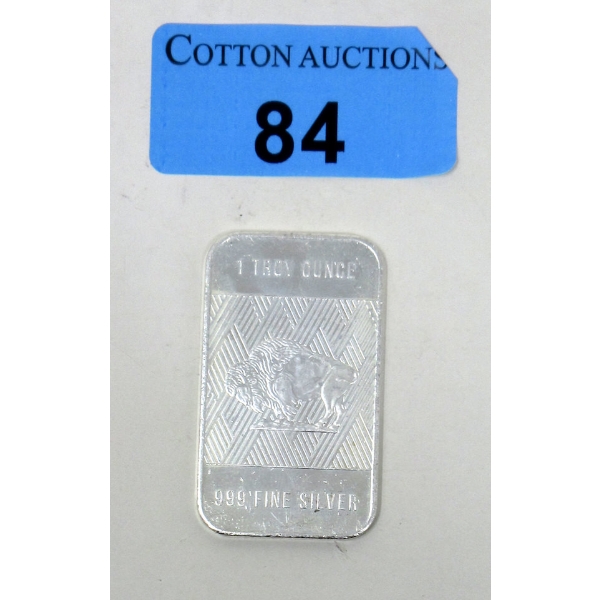 COTTON AUCTIONS
84
1 TROY OUNCE
999 FINE SILVER